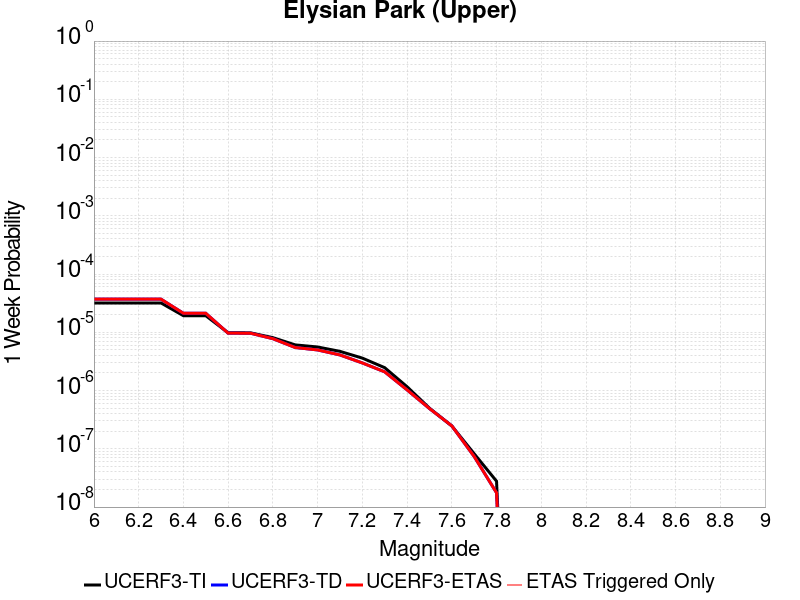 Elysian Park (Upper)
10^0
10^-1
10^-2
10^-3
10^-4
10^-5
10^-6
10^-7
10^-8
1 Week Probability
6 6.2 6.4 6.6 6.8 7 7.2 7.4 7.6 7.8 8 8.2 8.4 8.6 8.8 9
Magnitude
UCERF3-TI UCERF3-TD UCERF3-ETAS ETAS Triggered Only